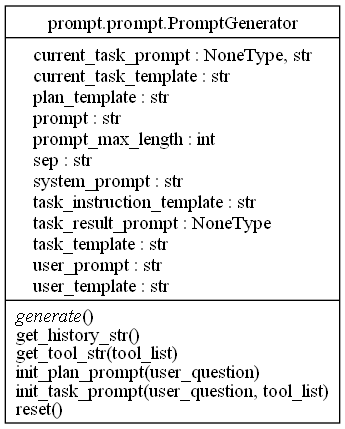 prompt.prompt.PromptGenerator
current_task_prompt : NoneType, str
current_task_template : str
plan_template : str
prompt : str
prompt_max_length : int
sep : str
system_prompt : str
task_instruction_template : str
task_result_prompt : NoneType
task_template : str
user_prompt : str
user_template : str
generate()
get_history_str()
get_tool_str(tool_list)
init_plan_prompt(user_question)
init_task_prompt(user_question, tool_list)
reset()